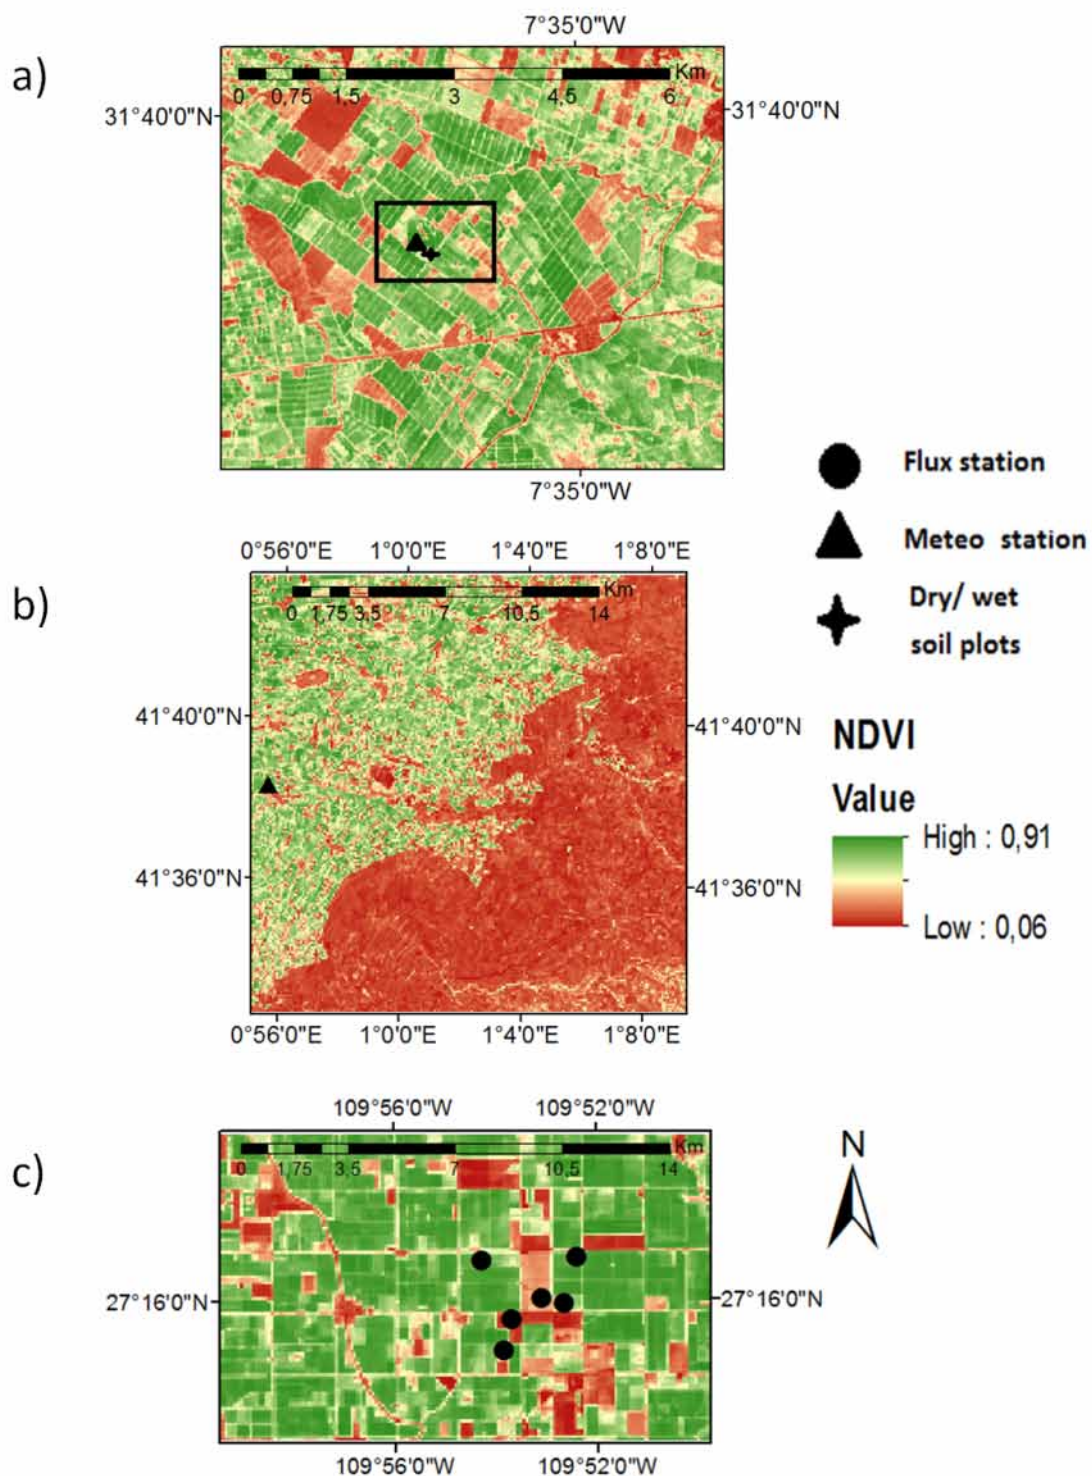 7°35'0"W
a)
Km
0 0,75 1,5 3 4,5 6
31°40'0"N 31°40'0"N
7°35'0"W
Flux station
Meteo station
Dry/ wet
soil plots
0°56'0"E 1°0'0"E 1°4'0"E 1°8'0"E
b)
Km
0 1,75 3,5 7 10,5 14
41°40'0"N 41°40'0"N
41°36'0"N 41°36'0"N
0°56'0"E 1°0'0"E 1°4'0"E 1°8'0"E
NDVI
Value
High : 0,91
Low : 0,06
109°56'0"W 109°52'0"W
c)
Km
0 1,75 3,5 7 10,5 14
27°16'0"N 27°16'0"N
109°56'0"W 109°52'0"W
N